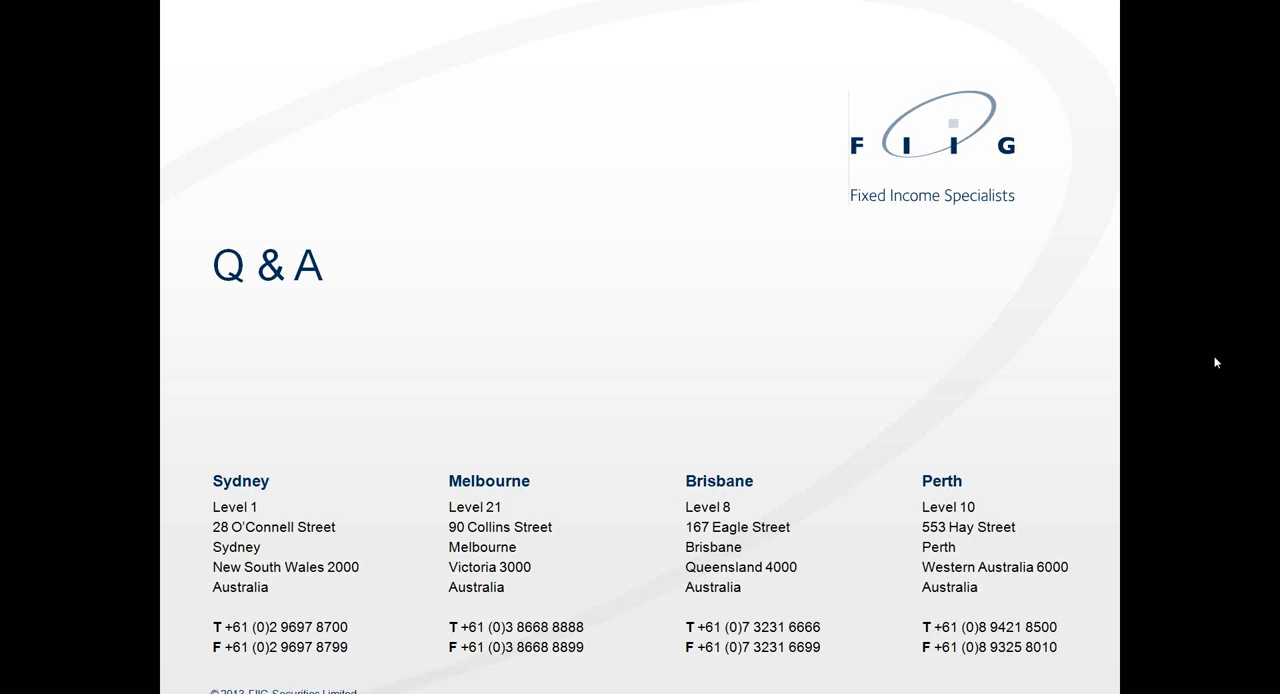 F I I G
Fixed Income Specialists
Q & A
Sydney
Level 1
28 O’Connell Street
Sydney
New South Wales 2000
Australia
T +61 (0)2 9697 8700
F +61 (0)2 9697 8799
Melbourne
Level 21
90 Collins Street
Melbourne
Victoria 3000
Australia
T +61 (0)3 8668 8888
F +61 (0)3 8668 8899
Brisbane
Level 8
167 Eagle Street
Brisbane
Queensland 4000
Australia
T +61 (0)7 3231 6666
F +61 (0)7 3231 6699
Perth
Level 10
553 Hay Street
Perth
Western Australia 6000
Australia
T +61 (0)8 9421 8500
F +61 (0)8 9325 8010
© 2013 FIIG Securities Limited